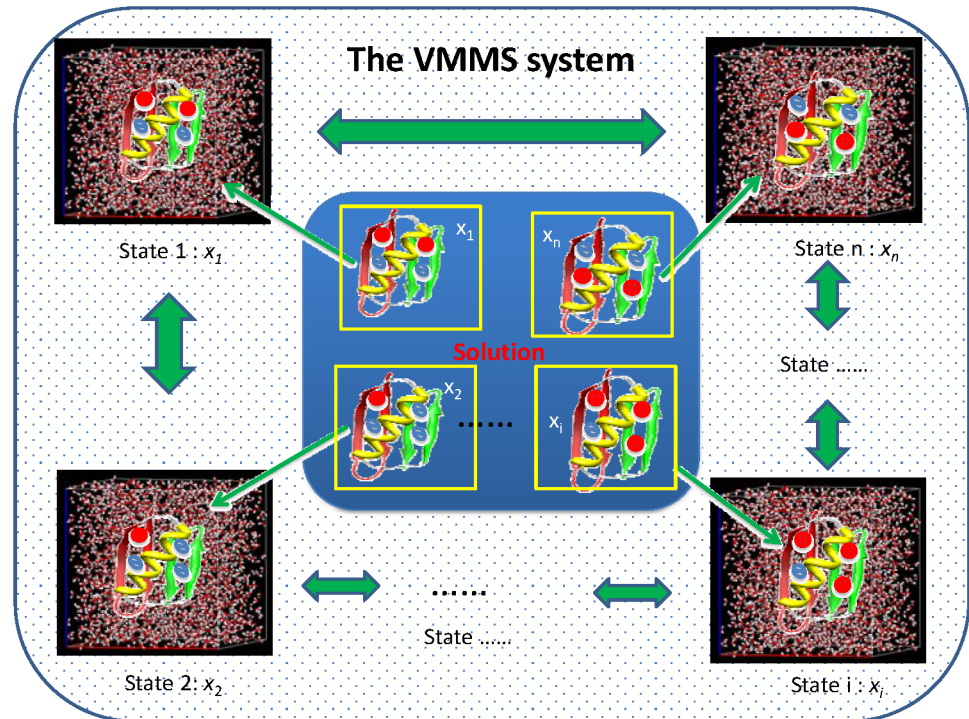 The VMMS system
State 1 : x1
State n : xn
x1
xn
Solution
State ......
x2
......
xi
......
State ......
State 2: x2
State i : xi